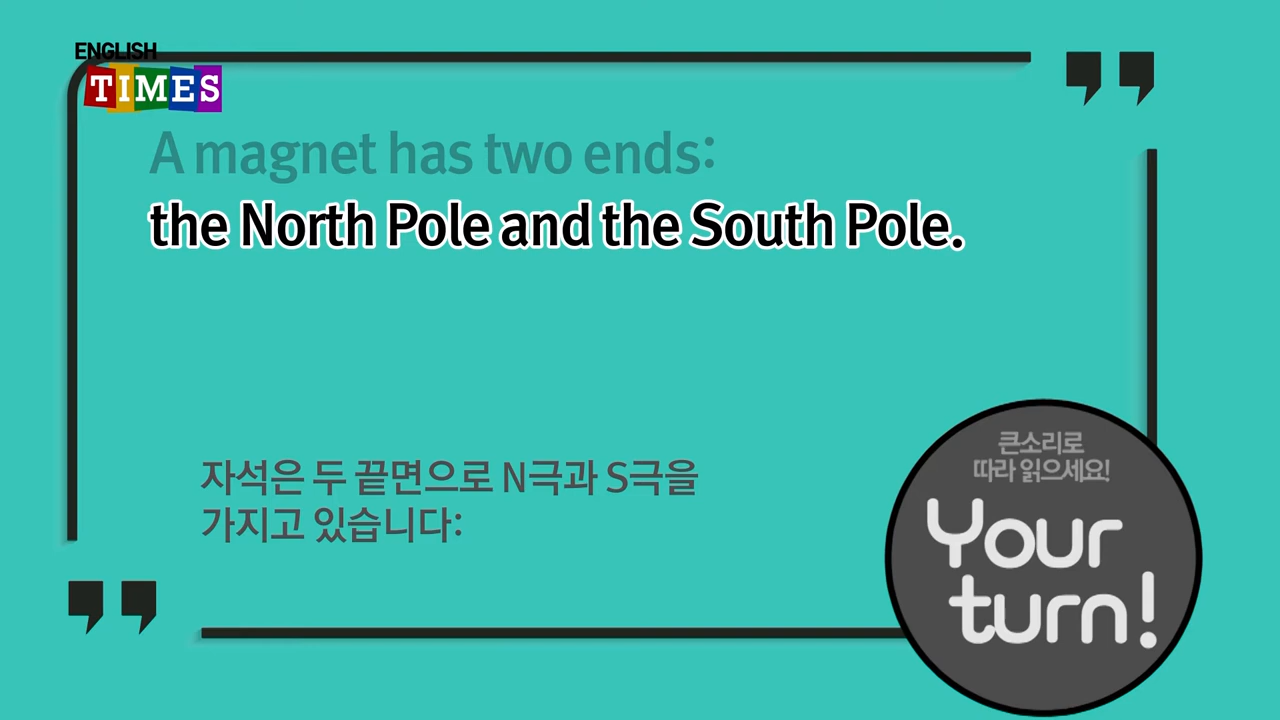 ENGLISH
TIMES
A magnet has two ends:
the North Pole and the South Pole.
자석은 두 끝면으로 N극과 S극을
가지고 있습니다:
큰소리로
따라 읽으세요!
Your
turn!